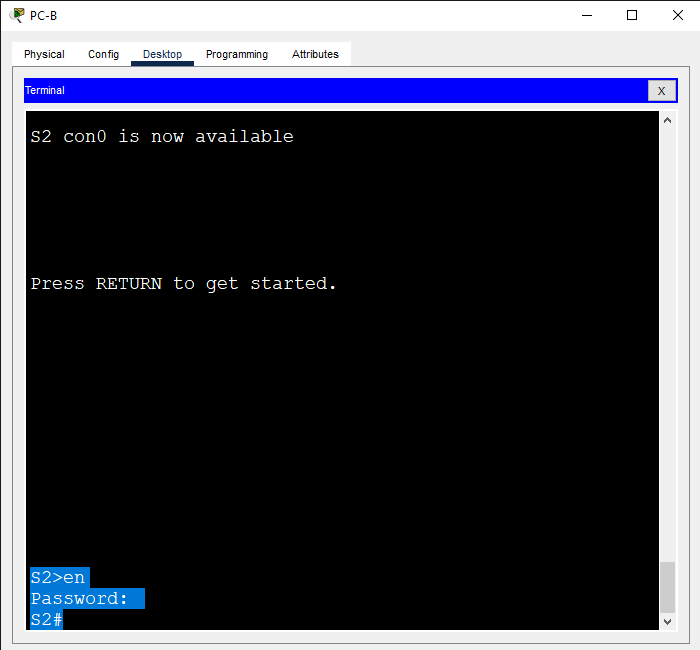 PC-B
Physical Config Desktop Programming Attributes
Terminal X
S2 con0 is now available
Press RETURN to get started.
S2>en
Password:
S2#